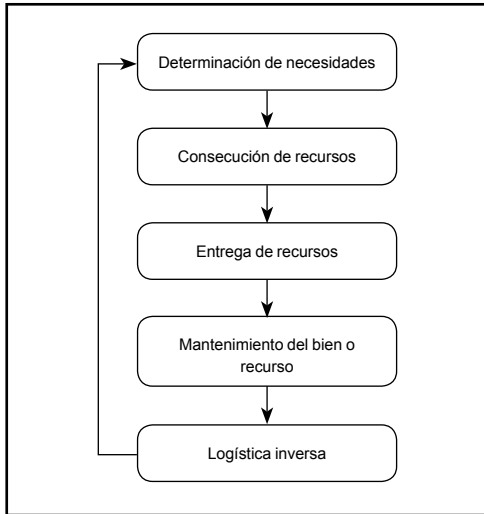 Determinación de necesidades
Consecución de recursos
Entrega de recursos
Mantenimiento del bien o
recurso
Logística inversa